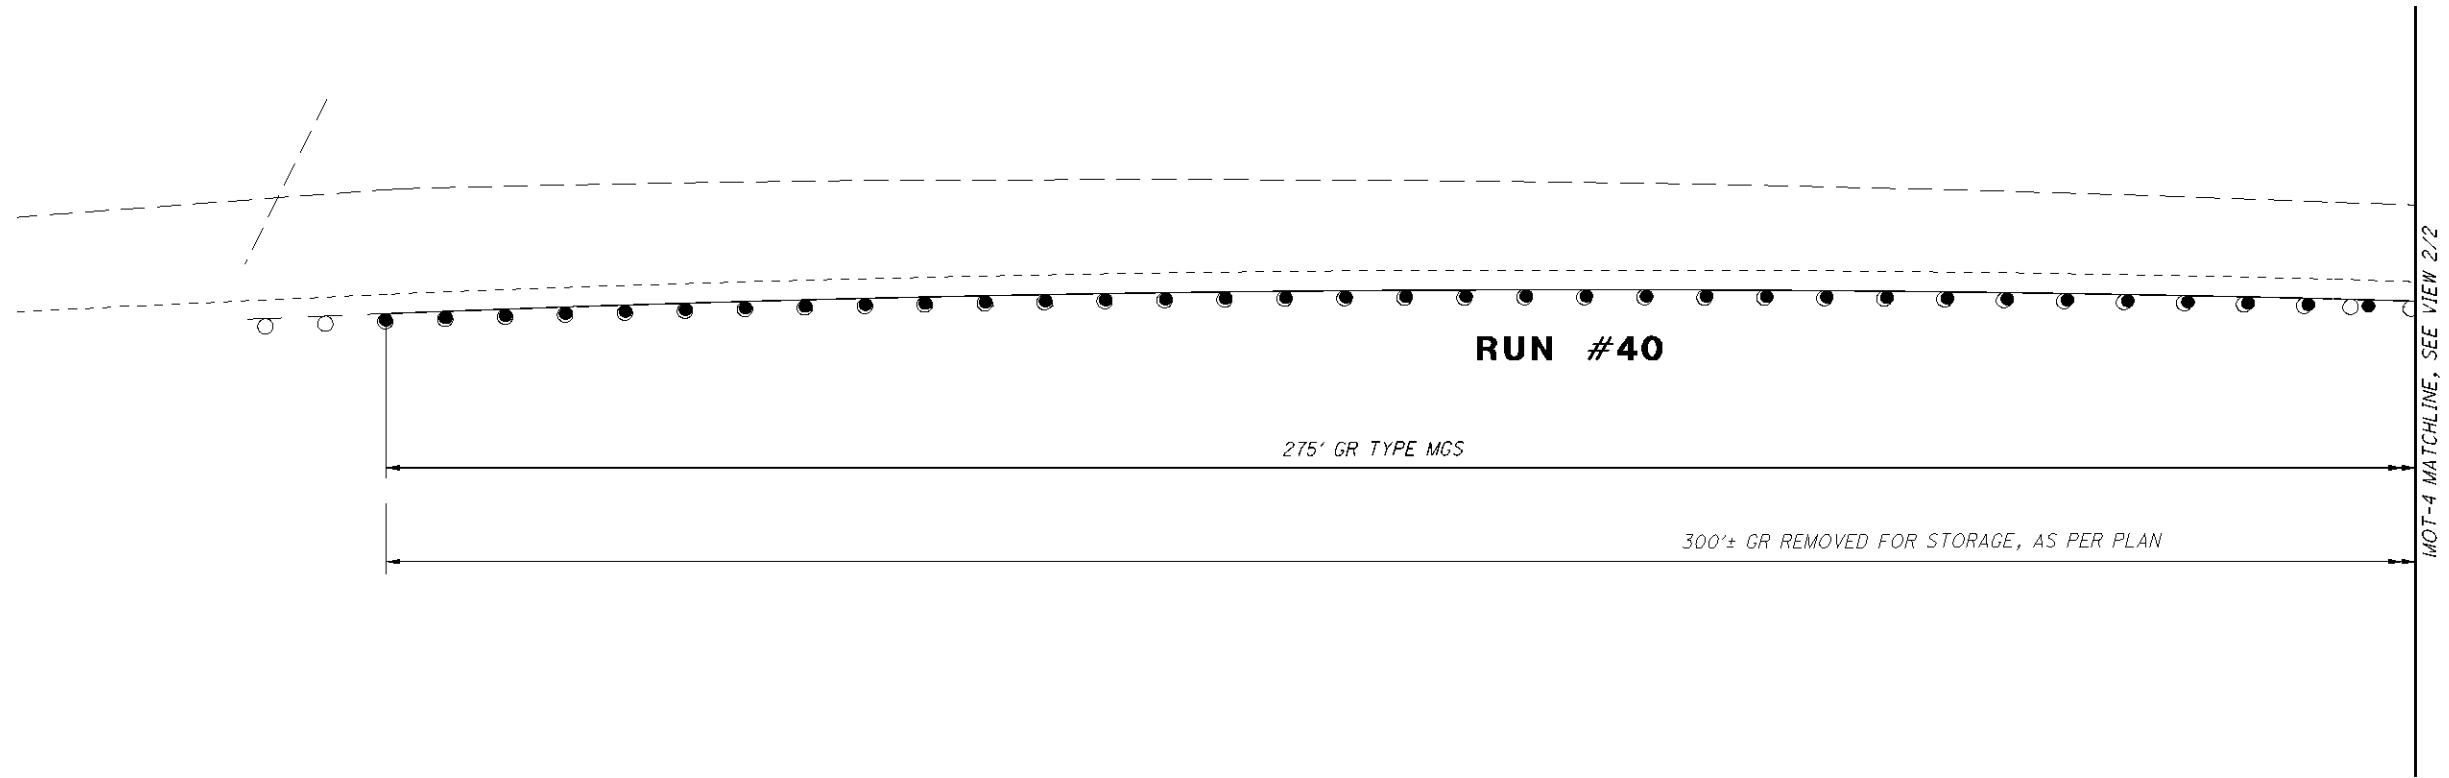 RUN #40
275' GR TYPE MGS
300'± GR REMOVED FOR STORAGE, AS PER PLAN
MOT-4 MATCHLINE, SEE VIEW 2/2